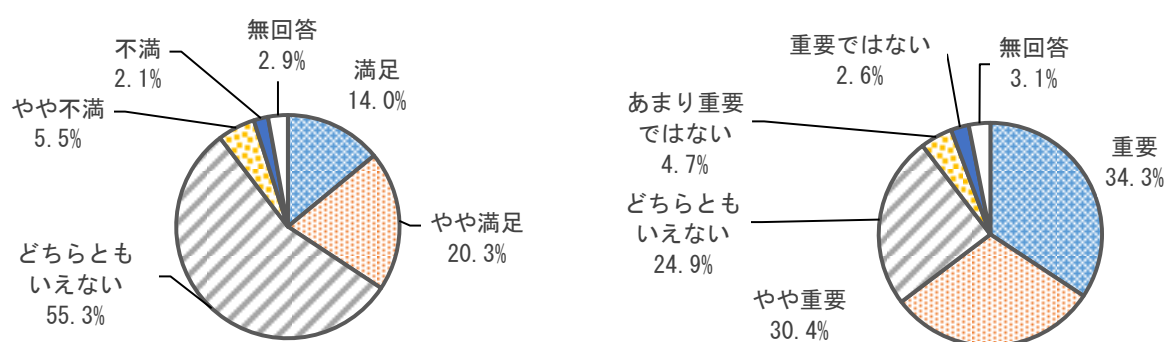 無回答
2.9%
不満
2.1%
満足
14.0%
やや不満
5.5%
やや満足
20.3%
どちらとも
いえない
55.3%
重要ではない
2.6%
無回答
3.1%
あまり重要
ではない
4.7%
重要
34.3%
どちらとも
いえない
24.9%
やや重要
30.4%